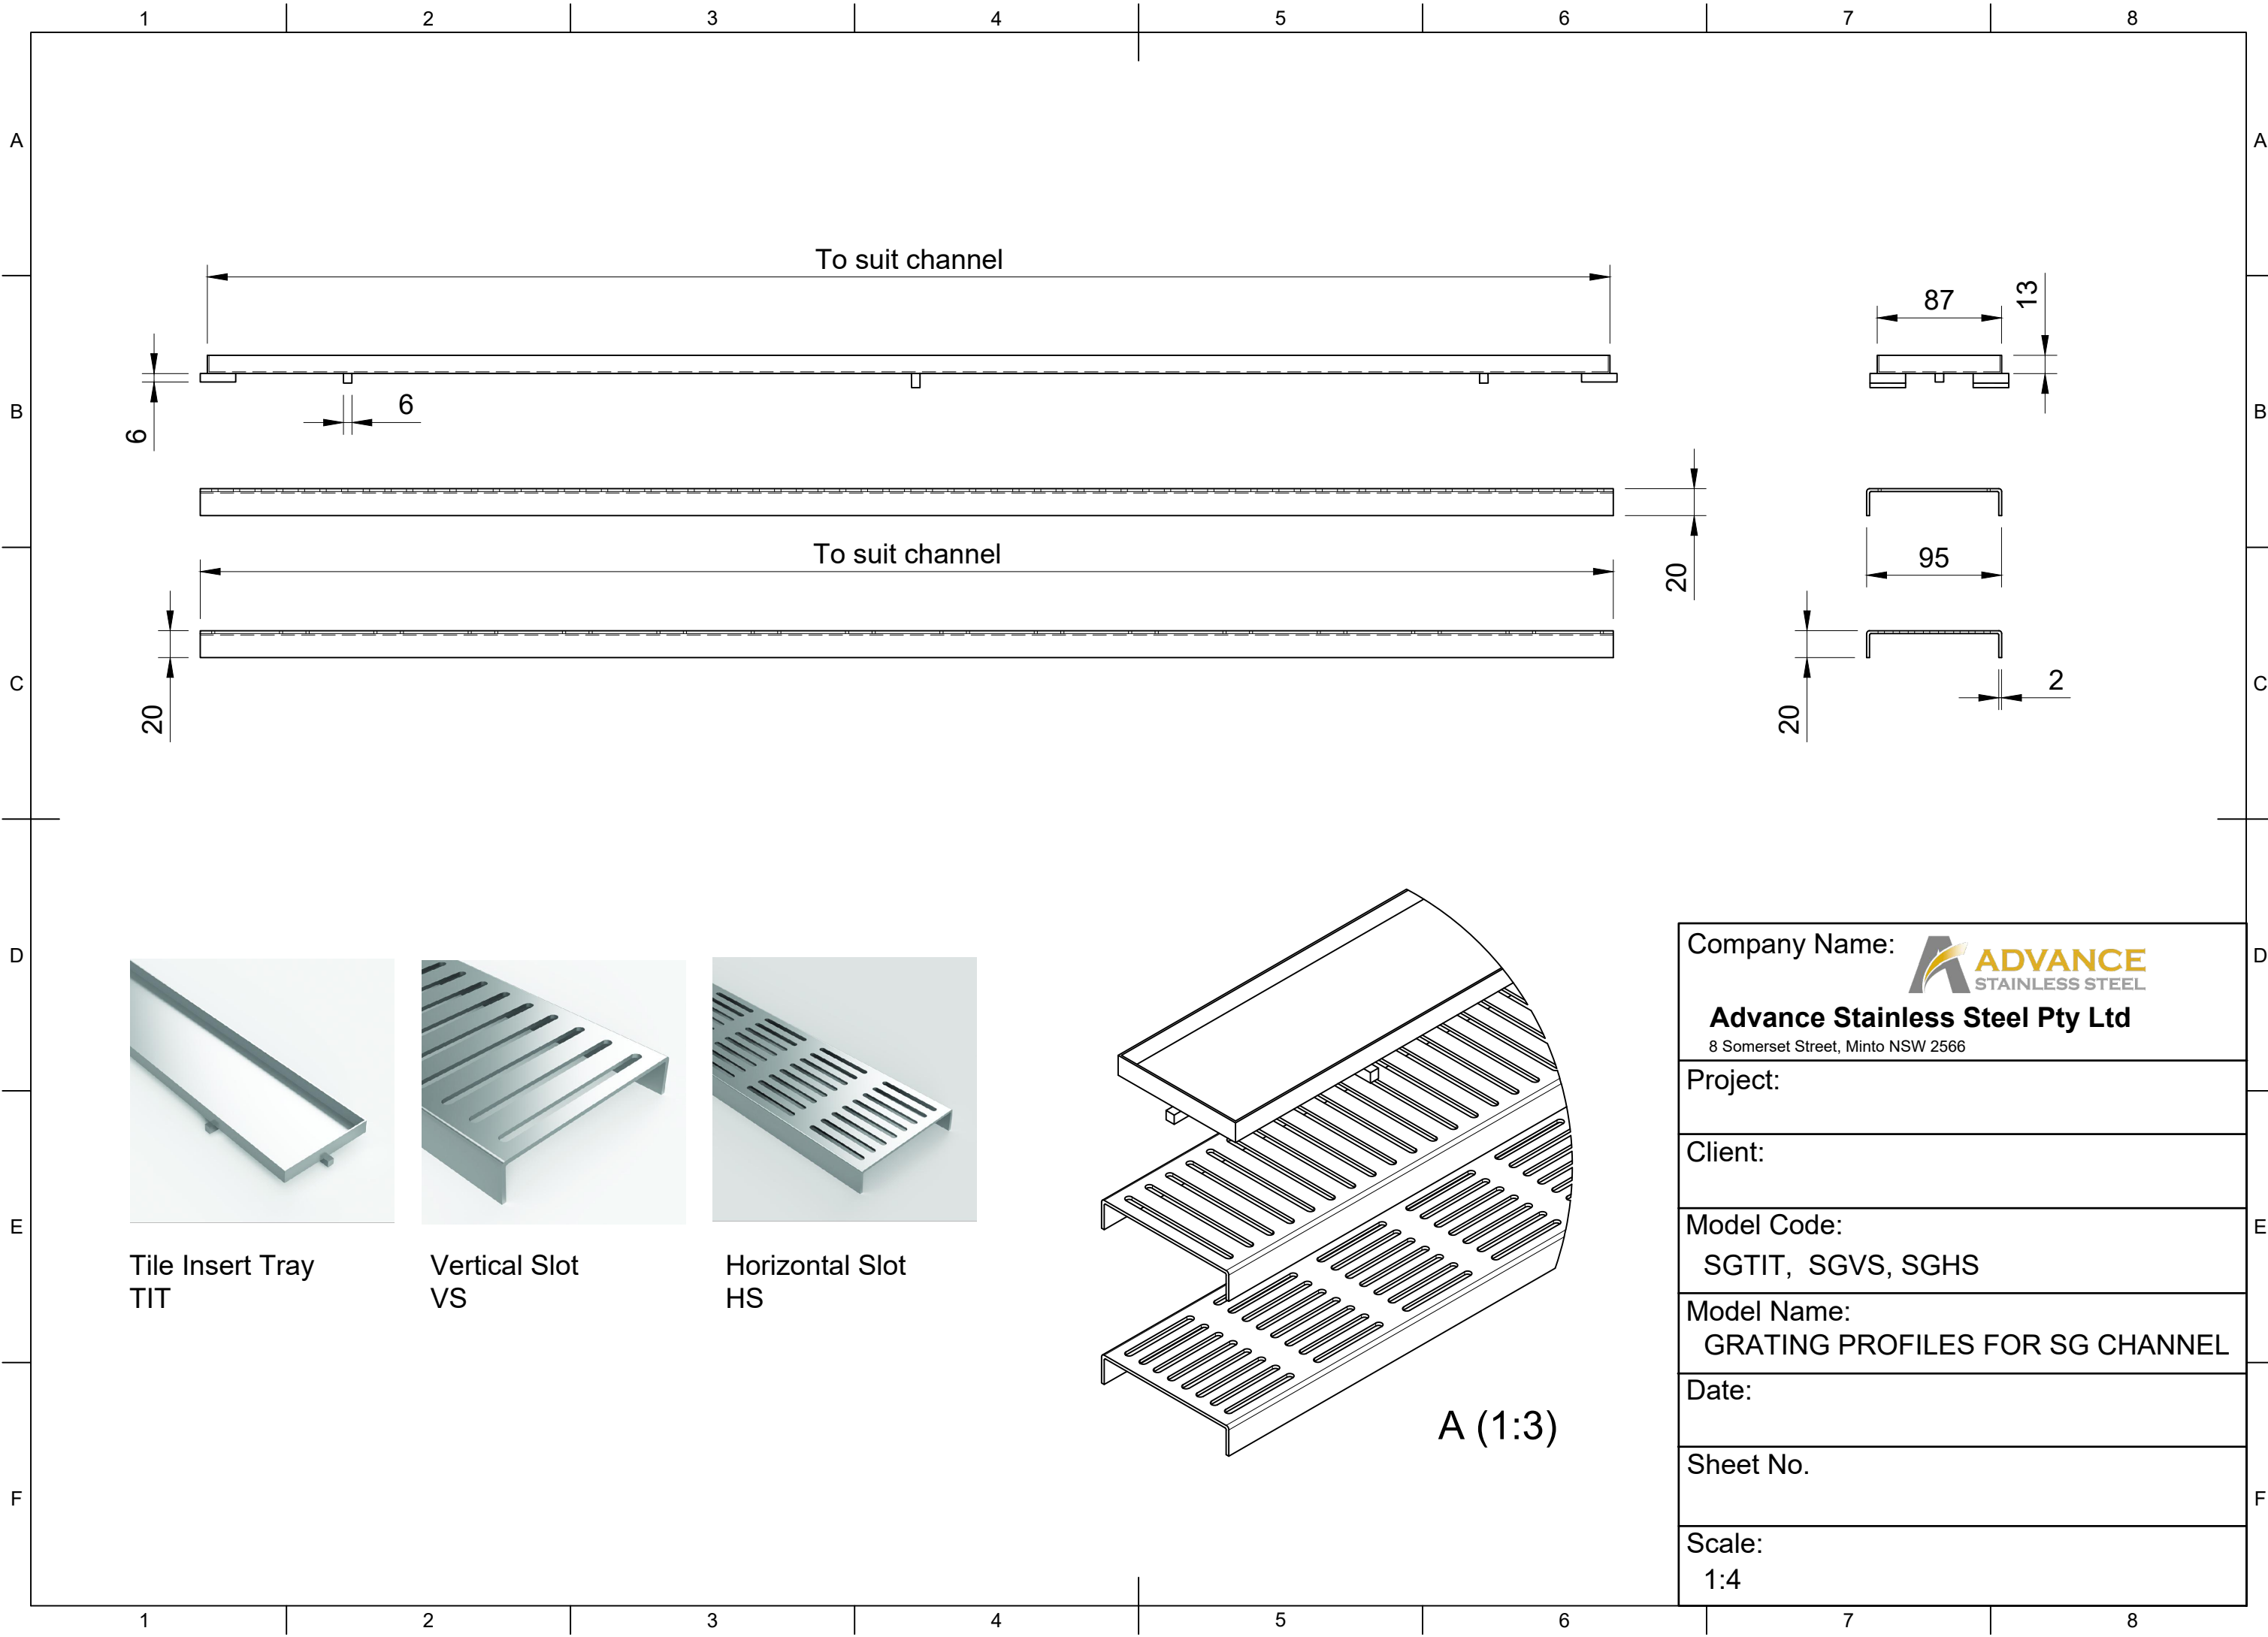 1 2 3 4 5 6 7 8
A A
To suit channel
87
13
6
6
B B
To suit channel
20
95
20
20
2
C C
D D
Company Name:
ADVANCE
STAINLESS STEEL
Advance Stainless Steel Pty Ltd
8 Somerset Street, Minto NSW 2566
Project:
Client:
Model Code:
SGTIT, SGVS, SGHS
Model Name:
GRATING PROFILES FOR SG CHANNEL
Date:
Sheet No.
Scale:
1:4
E E
Tile Insert Tray
TIT
Vertical Slot
VS
Horizontal Slot
HS
A (1:3)
F F
1 2 3 4 5 6 7 8